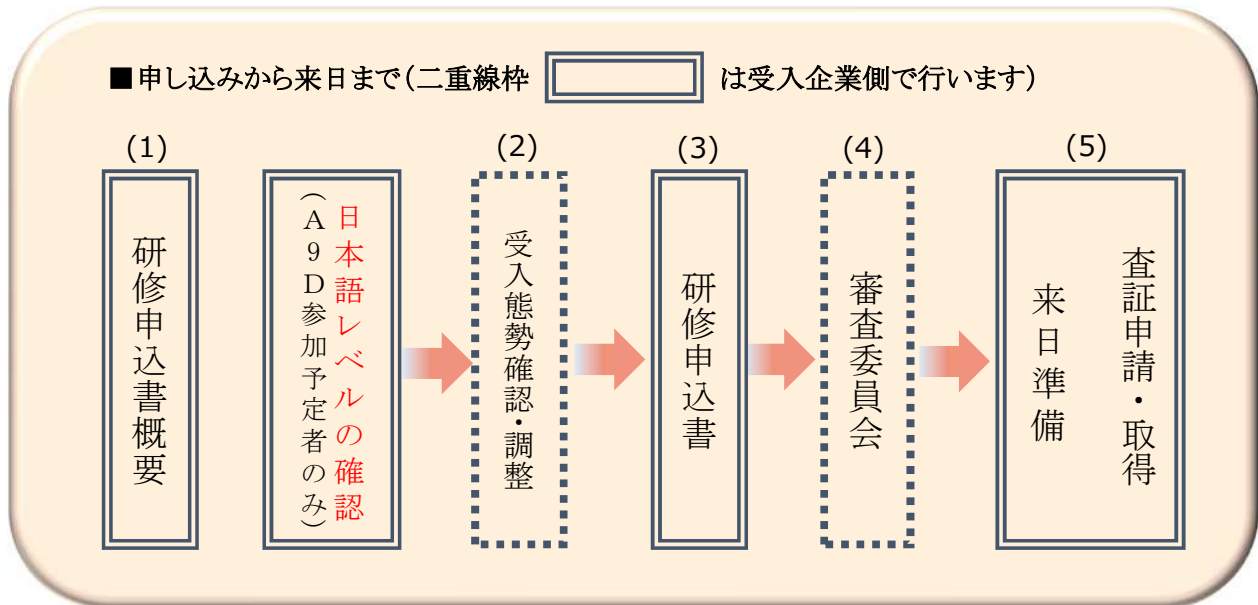 ■申し込みから来日まで(二重線枠 は受入企業側で行います)
(1)
研修申込書概要
日本語レベルの確認
(A9D参加予定者のみ)
(2)
受入態勢確認・調整
(3)
研修申込書
(4)
審査委員会
(5)
査証申請・取得
来日準備